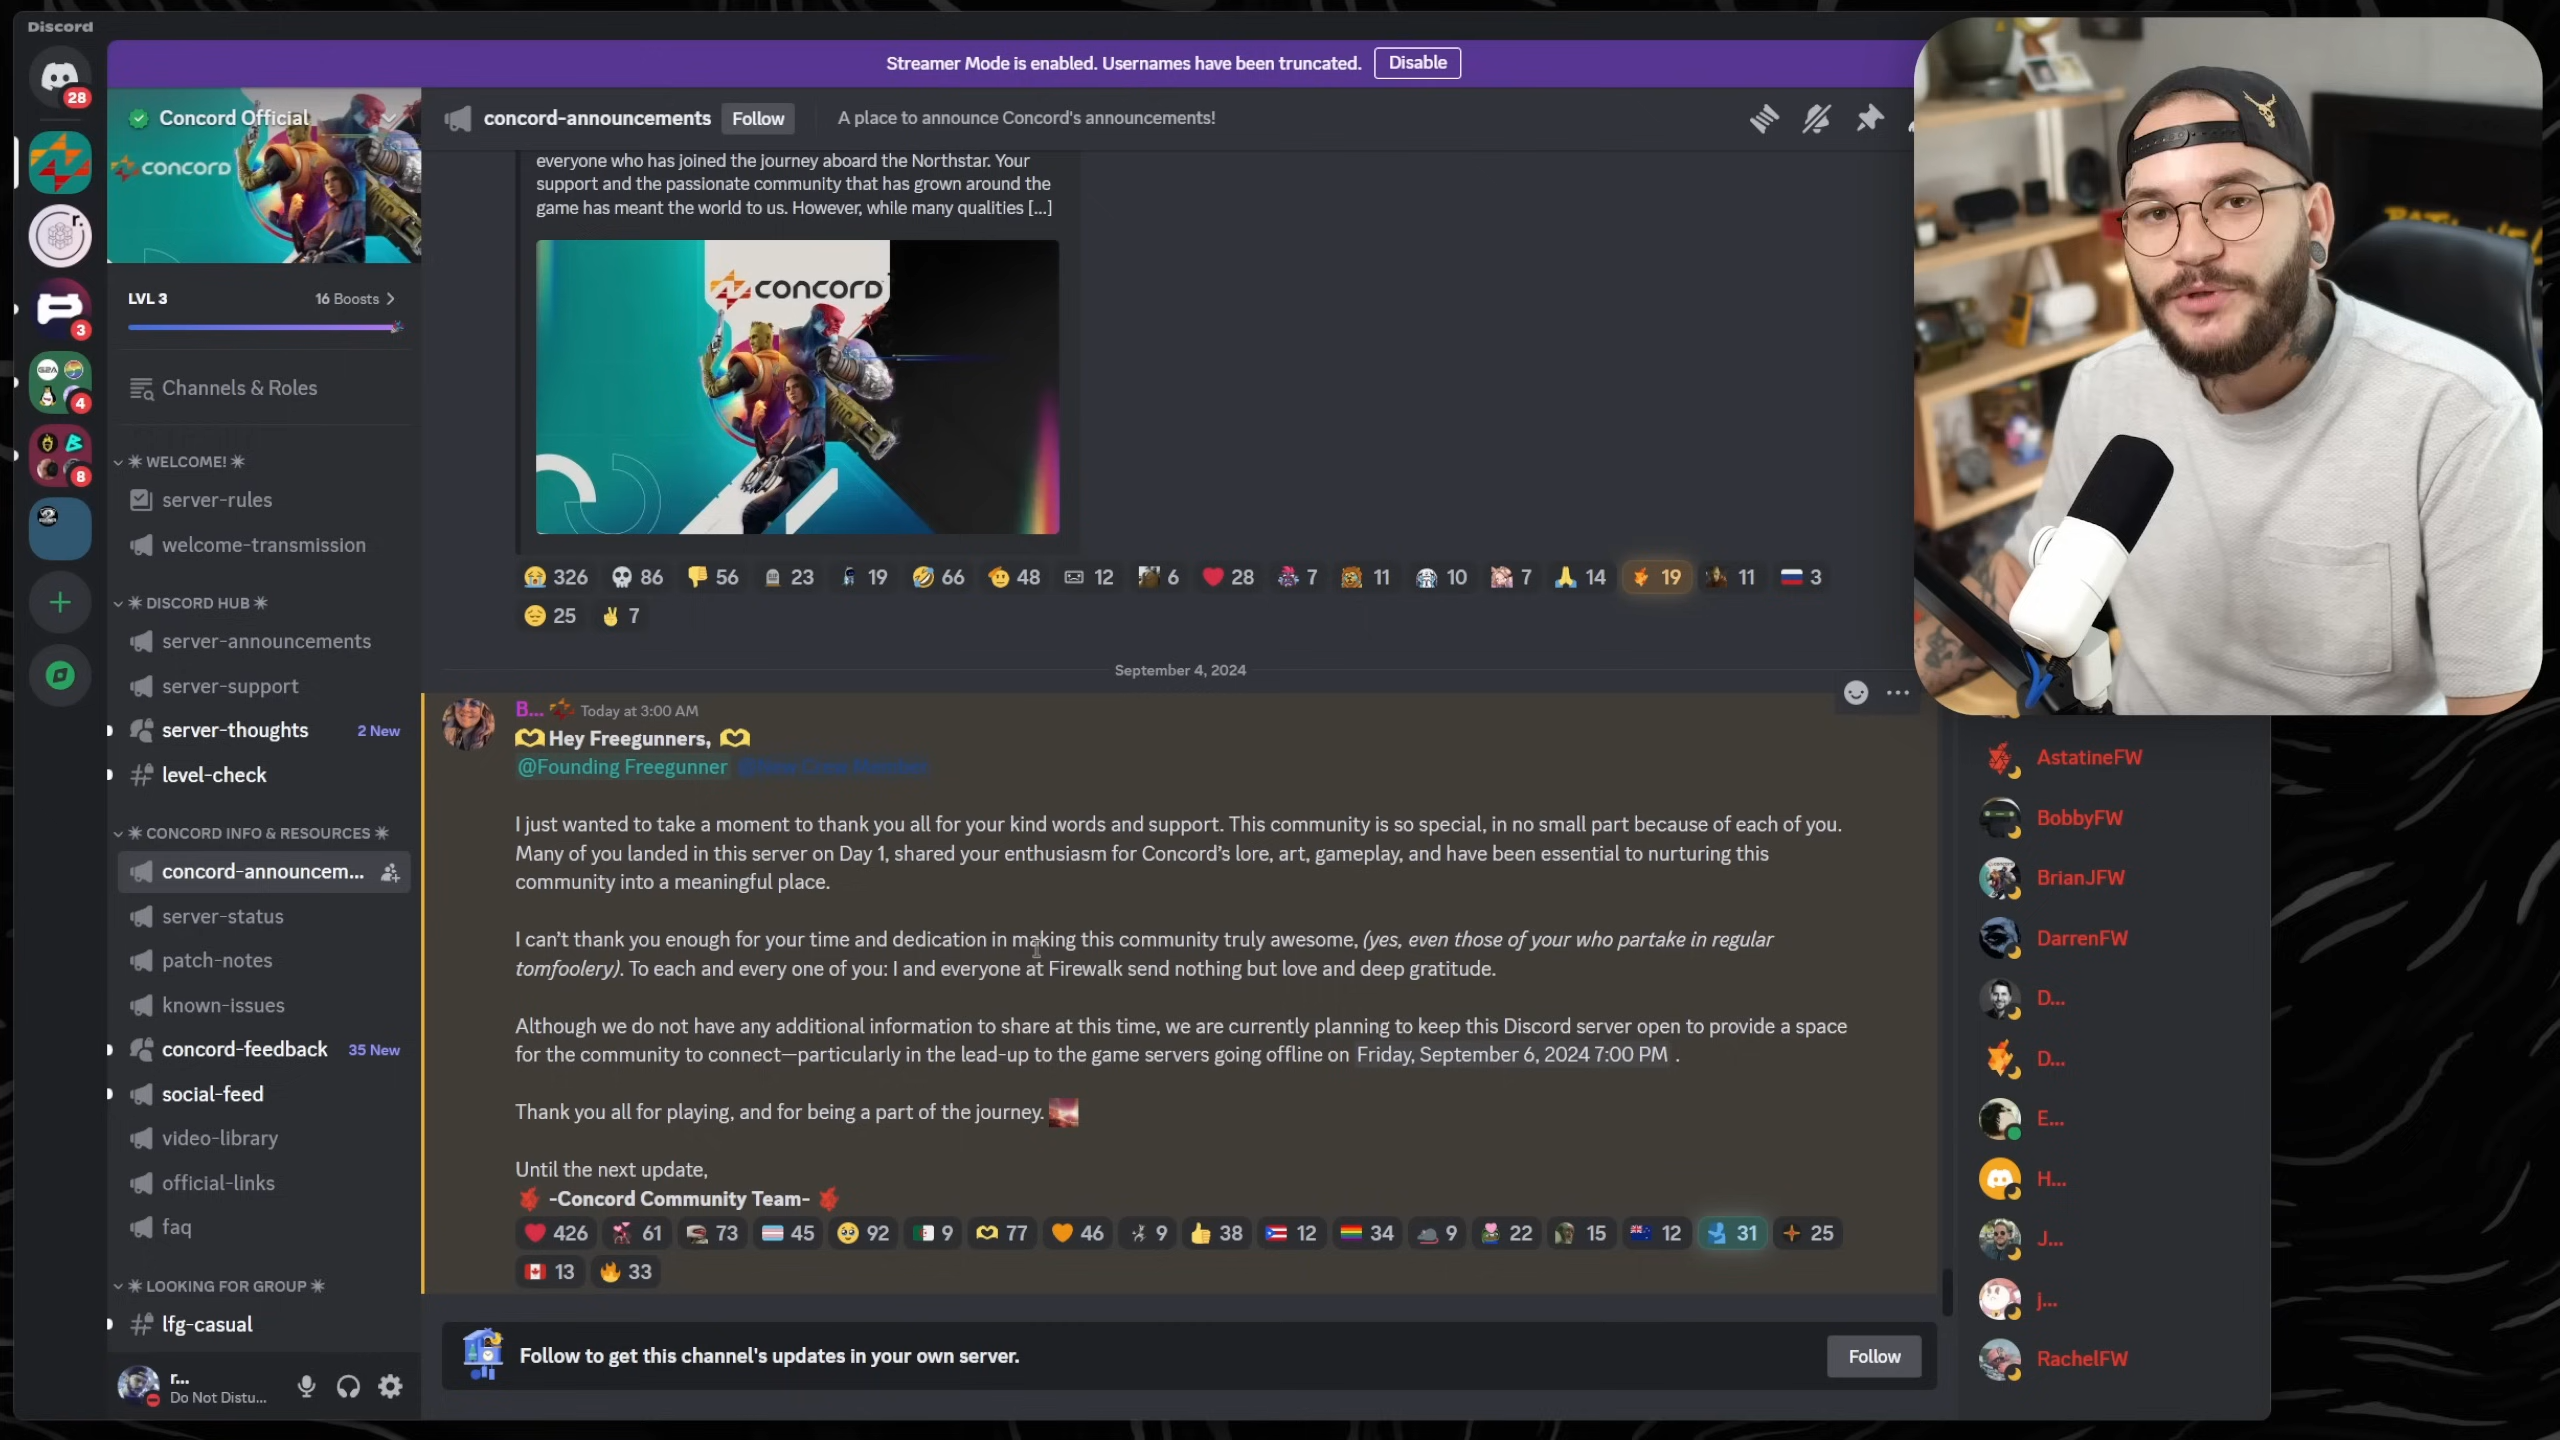 Discord
Streamer Mode is enabled. Usernames have been truncated. Disable
28
Concord Official
CONCORD
LVL 3 16 Boosts
Channels & Roles
WELCOME!
server-rules
welcome-transmission
DISCORD HUB
server-announcements
server-support
server-thoughts 2 New
level-check
CONCORD INFO & RESOURCES
concord-announcem...
server-status
patch-notes
known-issues
concord-feedback 35 New
social-feed
video-library
official-links
faq
LOOKING FOR GROUP
lfg-casual
r...
Do Not Distu...
3
G2A
4
8
concord-announcements Follow A place to announce Concord's announcements!
everyone who has joined the journey aboard the Northstar. Your
support and the passionate community that has grown around the
game has meant the world to us. However, while many qualities [...]
CONCORD
326 86 56 23 19 66 48 12 6 28 7 11 10 7 14 19 11 3
25 7
September 4, 2024
B... Today at 3:00 AM
Hey Freegunners,
@Founding Freegunner @New Crew Member
I just wanted to take a moment to thank you all for your kind words and support. This community is so special, in no small part because of each of you.
Many of you landed in this server on Day 1, shared your enthusiasm for Concord's lore, art, gameplay, and have been essential to nurturing this
community into a meaningful place.
I can't thank you enough for your time and dedication in making this community truly awesome, (yes, even those of your who partake in regular
tomfoolery). To each and every one of you: I and everyone at Firewalk send nothing but love and deep gratitude.
Although we do not have any additional information to share at this time, we are currently planning to keep this Discord server open to provide a space
for the community to connect—particularly in the lead-up to the game servers going offline on Friday, September 6, 2024 7:00 PM .
Thank you all for playing, and for being a part of the journey.
Until the next update,
-Concord Community Team-
426 61 73 45 92 9 77 46 9 38 12 34 9 22 15 12 31 25
13 33
Follow to get this channel's updates in your own server. Follow
AstatineFW
BobbyFW
BrianJFW
DarrenFW
D...
D...
E...
H...
J...
j...
RachelFW